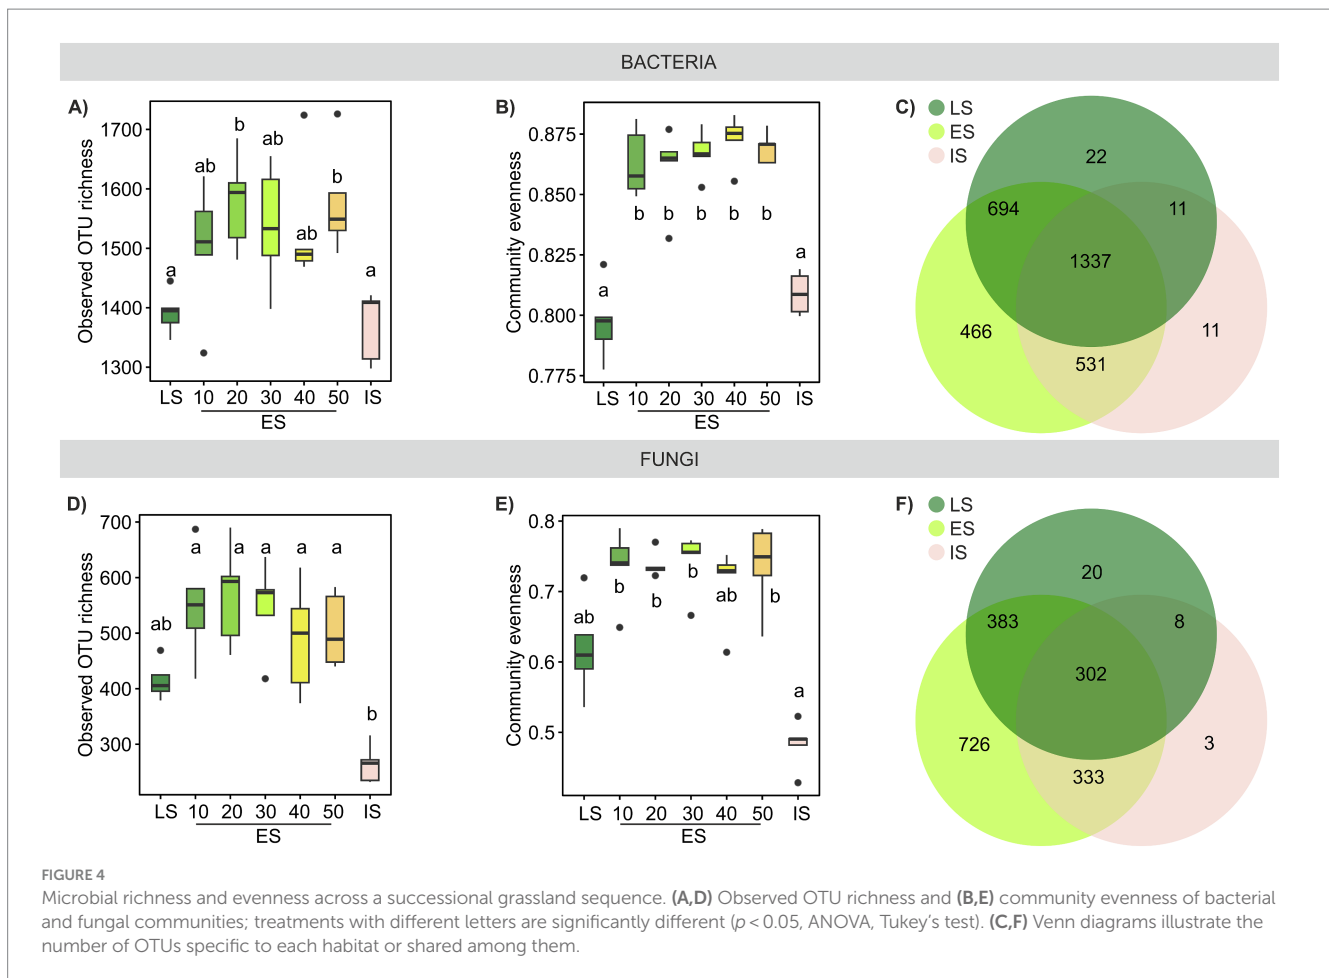 BACTERIA
A)
Observed OTU richness
1700
1600
1500
1400
1300
a
ab
b
ab
ab
b
a
LS 10 20 30 40 50 IS
ES
B)
Community evenness
0.875
0.850
0.825
0.800
0.775
a
b b b b b
a
LS 10 20 30 40 50 IS
ES
C)
LS
ES
IS
22
694
11
1337
466
11
531
FUNGI
D)
Observed OTU richness
700
600
500
400
300
ab
a a a a a
b
LS 10 20 30 40 50 IS
ES
E)
Community evenness
0.8
0.7
0.6
0.5
ab
b
b
b
ab
b
a
LS 10 20 30 40 50 IS
ES
F)
LS
ES
IS
20
383
8
302
726
3
333
FIGURE 4
Microbial richness and evenness across a successional grassland sequence. (A,D) Observed OTU richness and (B,E) community evenness of bacterial
and fungal communities; treatments with different letters are significantly different (p < 0.05, ANOVA, Tukey’s test). (C,F) Venn diagrams illustrate the
number of OTUs specific to each habitat or shared among them.